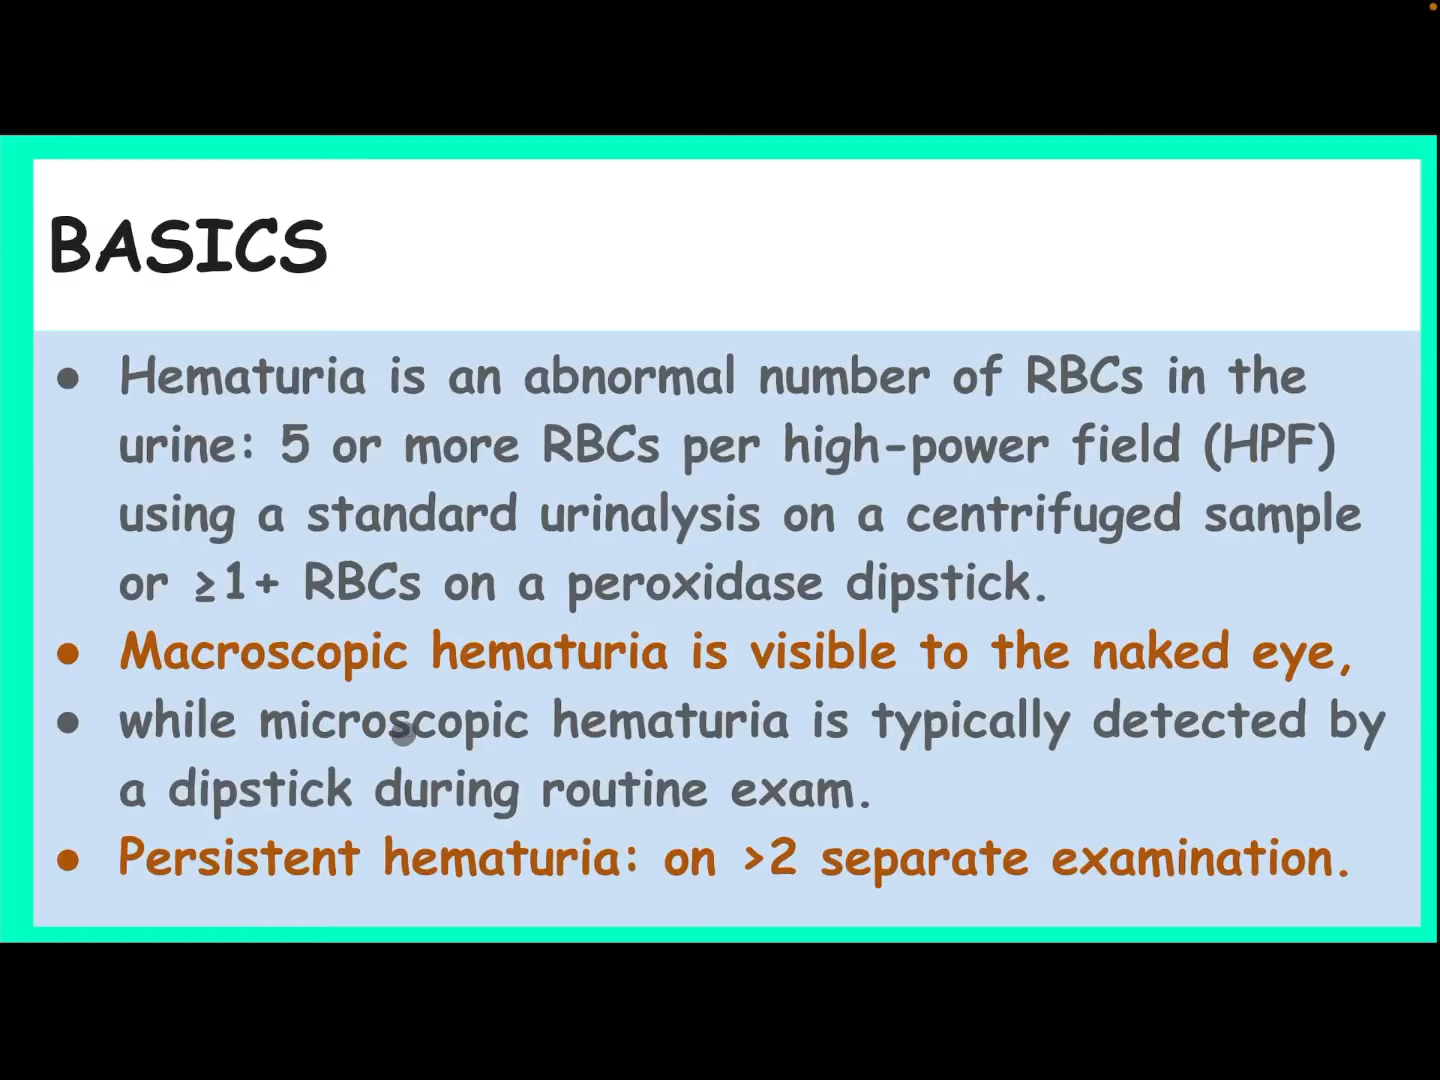 BASICS
● Hematuria is an abnormal number of RBCs in the
urine: 5 or more RBCs per high-power field (HPF)
using a standard urinalysis on a centrifuged sample
or ≥1+ RBCs on a peroxidase dipstick.
● Macroscopic hematuria is visible to the naked eye,
● while microscopic hematuria is typically detected by
a dipstick during routine exam.
● Persistent hematuria: on >2 separate examination.